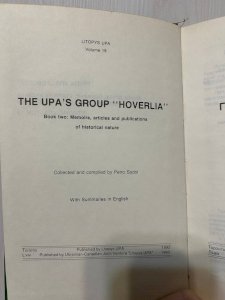 LITOPYS UPA
Volume 19
THE UPA'S GROUP "HOVERLIA"
Book two: Memoirs, articles and publications
of historical nature
Collected and compiled by Petro Sodol
With Summaries in English
Toronto Published by Litopys UPA 1992
Lviv Published by Ukrainian-Canadian Joint Venture "Litopys UPA"